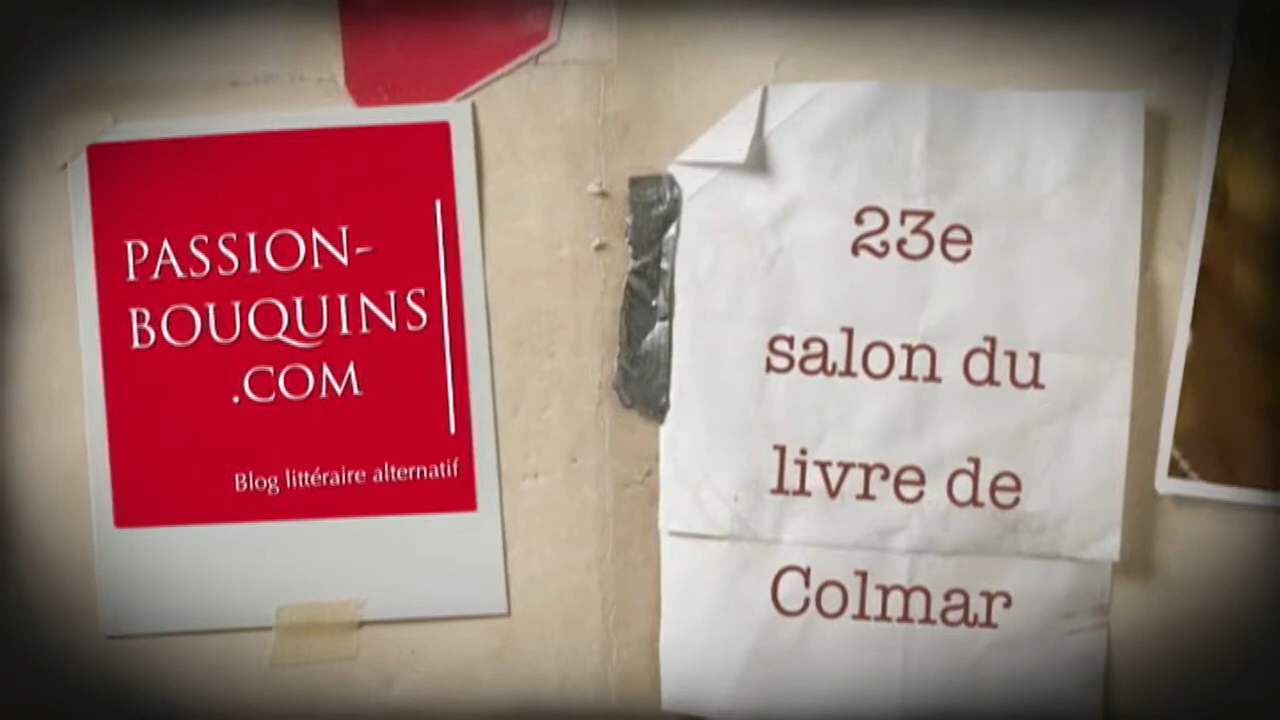 PASSION-
BOUQUINS
.COM
Blog littéraire alternatif
23e
salon du
livre de
Colmar